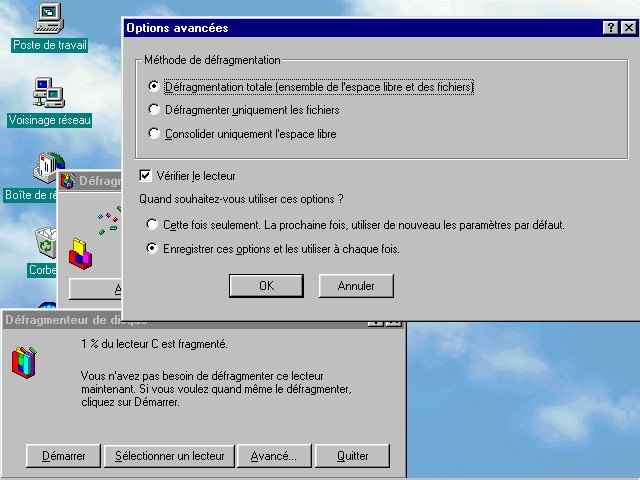 Poste de travail
Voisinage réseau
Boîte de ré
Corbe
Options avancées
Méthode de défragmentation
Défragmentation totale (ensemble de l'espace libre et des fichiers)
Défragmenter uniquement les fichiers
Consolider uniquement l'espace libre
Vérifier le lecteur
Quand souhaitez-vous utiliser ces options ?
Cette fois seulement. La prochaine fois, utiliser de nouveau les paramètres par défaut.
Enregistrer ces options et les utiliser à chaque fois.
OK Annuler
Défragm
A
Défragmenteur de disque
1 % du lecteur C est fragmenté.
Vous n'avez pas besoin de défragmenter ce lecteur
maintenant. Si vous voulez quand même le défragmenter,
cliquez sur Démarrer.
Démarrer Sélectionner un lecteur Avancé... Quitter